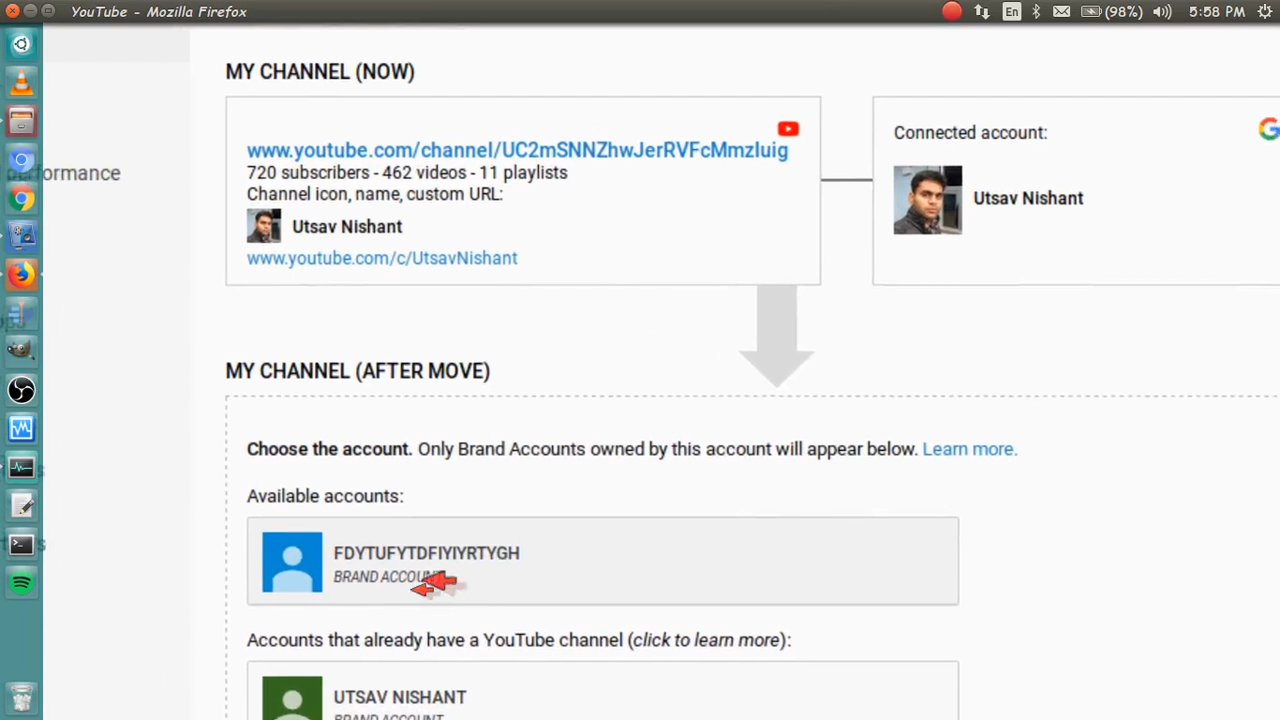 YouTube - Mozilla Firefox
En
(98%)
5:58 PM
MY CHANNEL (NOW)
www.youtube.com/channel/UC2mSNNZhwJerRVFcMmzIuig
720 subscribers - 462 videos - 11 playlists
Channel icon, name, custom URL:
Utsav Nishant
www.youtube.com/c/UtsavNishant
Connected account:
Utsav Nishant
performance
MY CHANNEL (AFTER MOVE)
Choose the account. Only Brand Accounts owned by this account will appear below. Learn more.
Available accounts:
FDYTUFYTDFIYIYRTYGH
BRAND ACCOUNT
Accounts that already have a YouTube channel (click to learn more):
UTSAV NISHANT
BRAND ACCOUNT